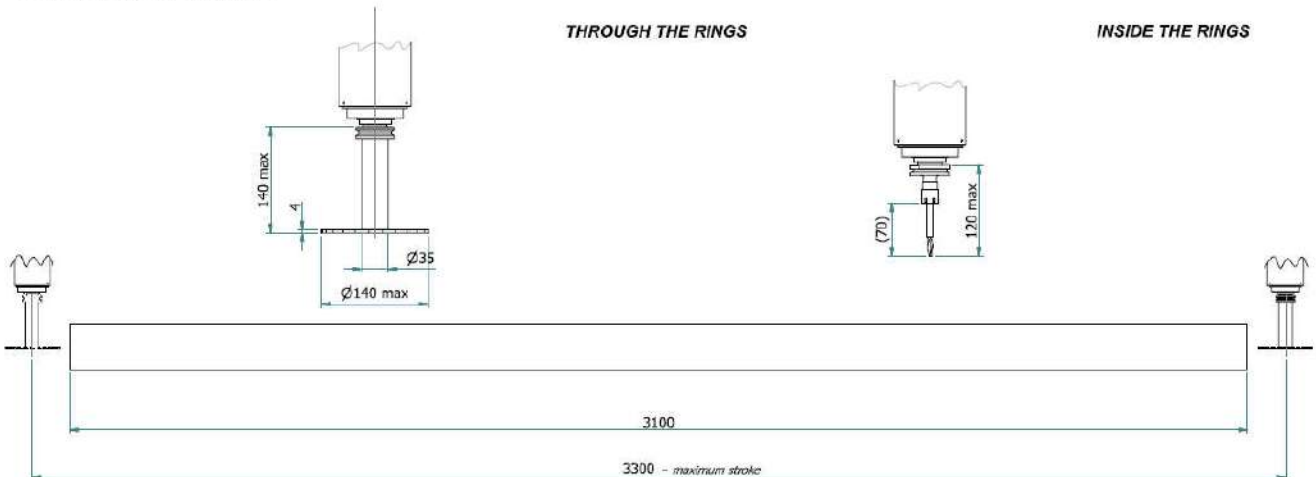 THROUGH THE RINGS
INSIDE THE RINGS
140 max
4
Ø35
Ø140 max
(70)
120 max
3100
3300 - maximum stroke